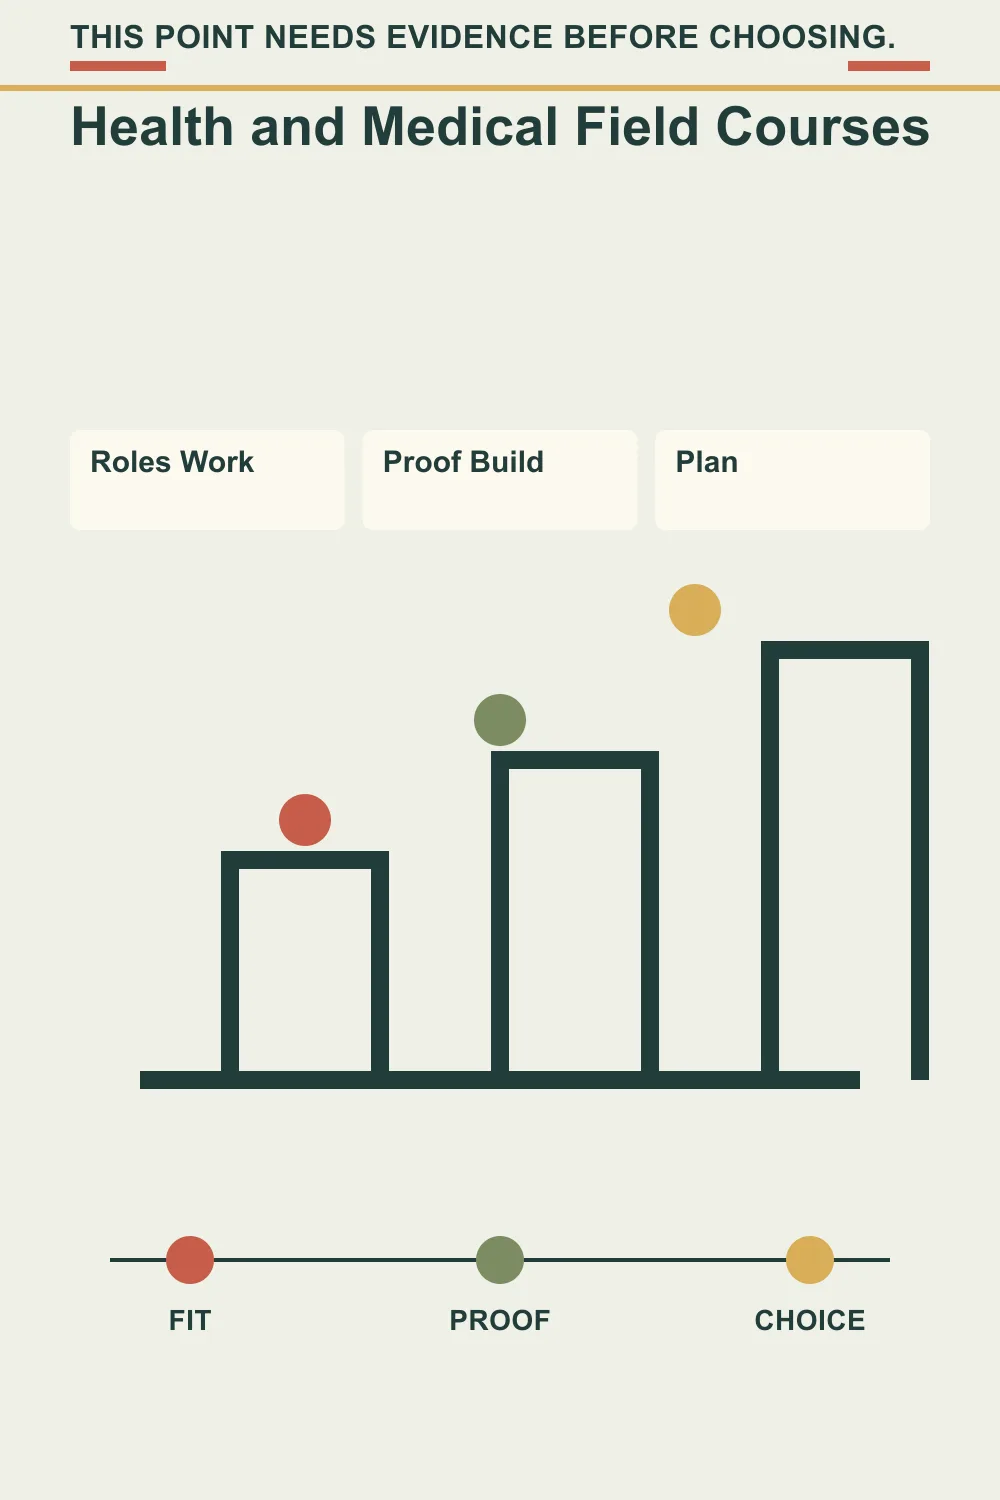 THIS POINT NEEDS EVIDENCE BEFORE CHOOSING.
Health and Medical Field Courses
Roles Work
Proof Build
Plan
FIT
PROOF
CHOICE